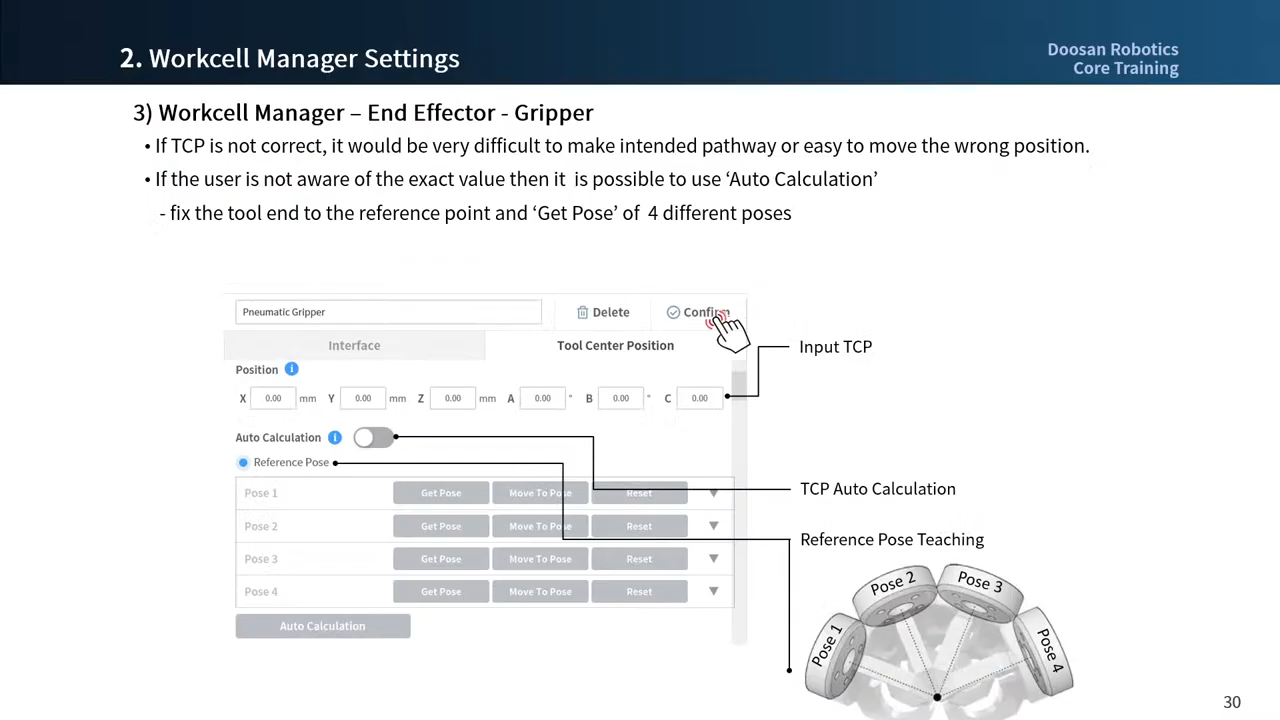 2. Workcell Manager Settings
Doosan Robotics
Core Training
3) Workcell Manager – End Effector - Gripper
• If TCP is not correct, it would be very difficult to make intended pathway or easy to move the wrong position.
• If the user is not aware of the exact value then it is possible to use ‘Auto Calculation’
- fix the tool end to the reference point and ‘Get Pose’ of 4 different poses
Pneumatic Gripper Delete Confirm
Interface Tool Center Position
Input TCP
Position
X 0.00 mm Y 0.00 mm Z 0.00 mm A 0.00 ° B 0.00 ° C 0.00
Auto Calculation
Reference Pose
Pose 1 Get Pose Move To Pose Reset
TCP Auto Calculation
Pose 2 Get Pose Move To Pose Reset
Reference Pose Teaching
Pose 3 Get Pose Move To Pose Reset
Pose 4 Get Pose Move To Pose Reset
Auto Calculation
Pose 1
Pose 2
Pose 3
Pose 4
30